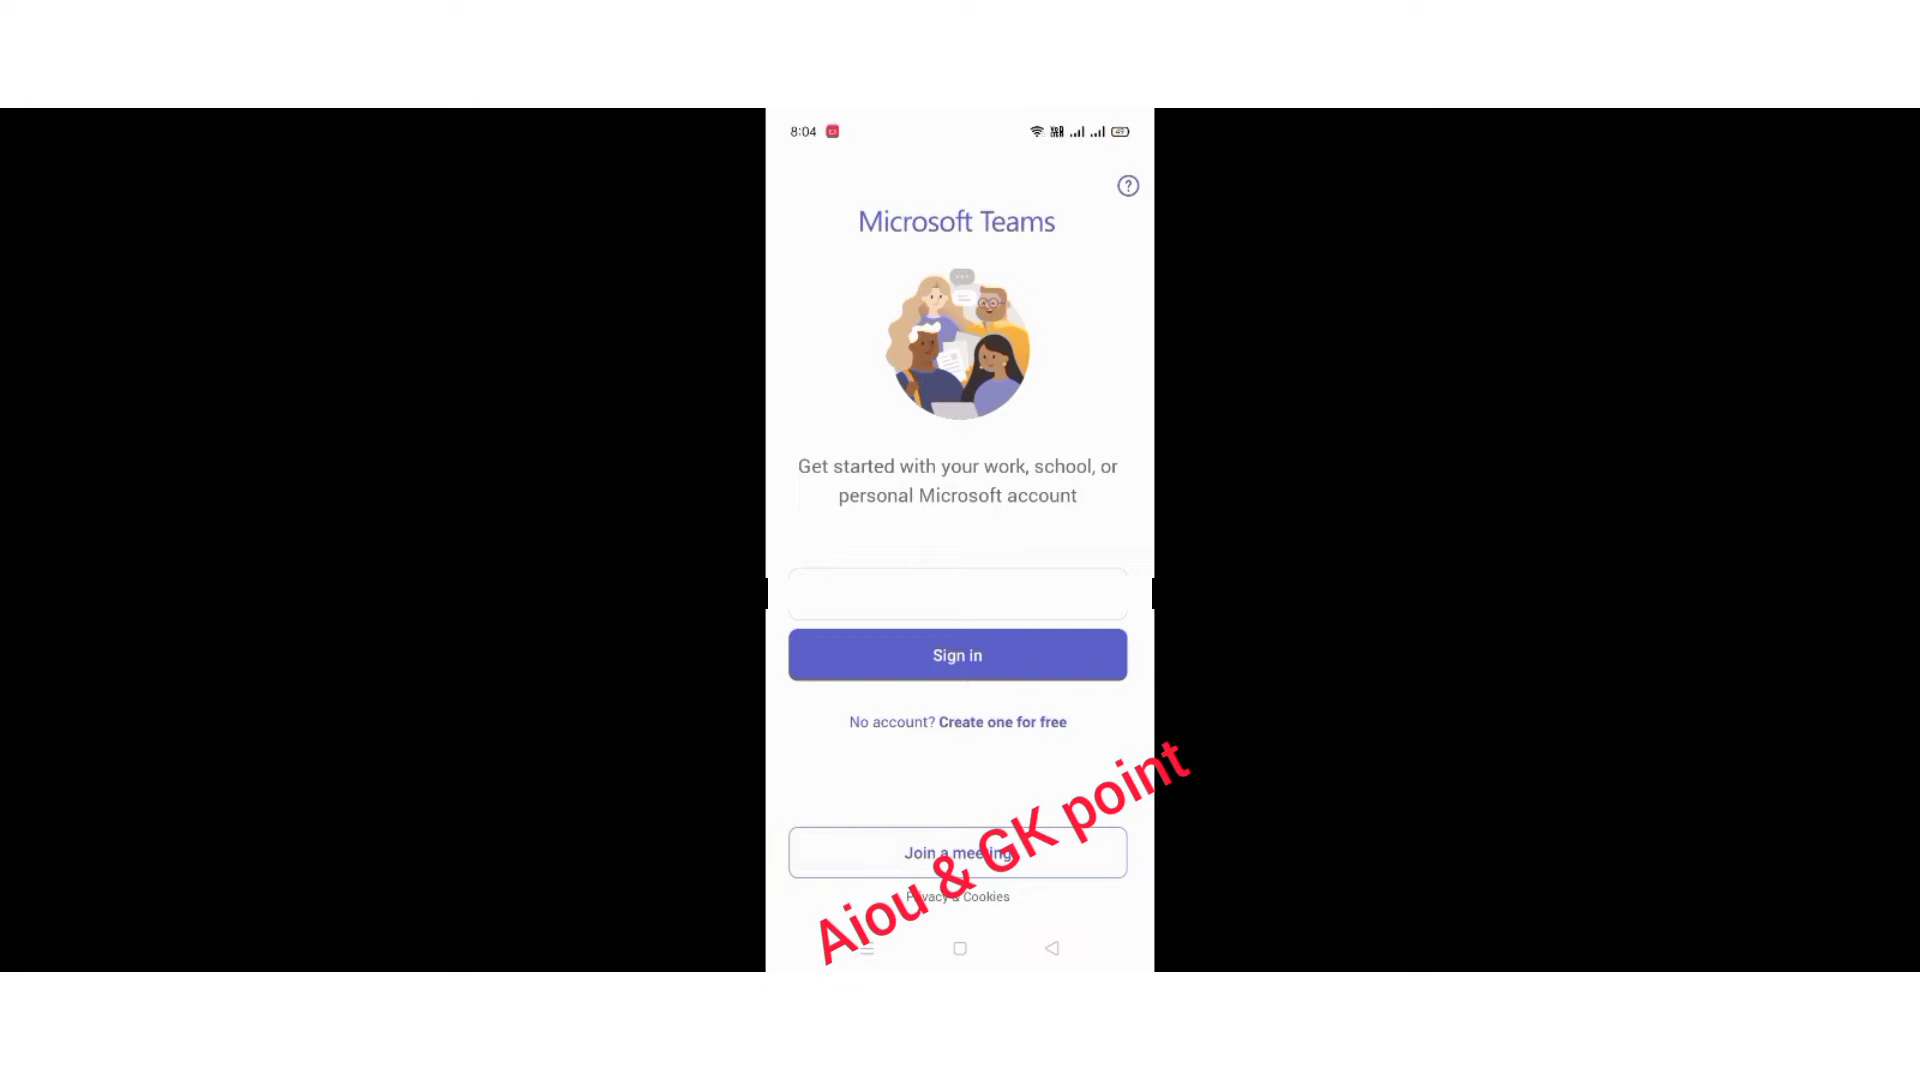 8:04
Microsoft Teams
Get started with your work, school, or
personal Microsoft account
Sign in
No account? Create one for free
Join a meeting
Privacy & Cookies
Aiou & GK point